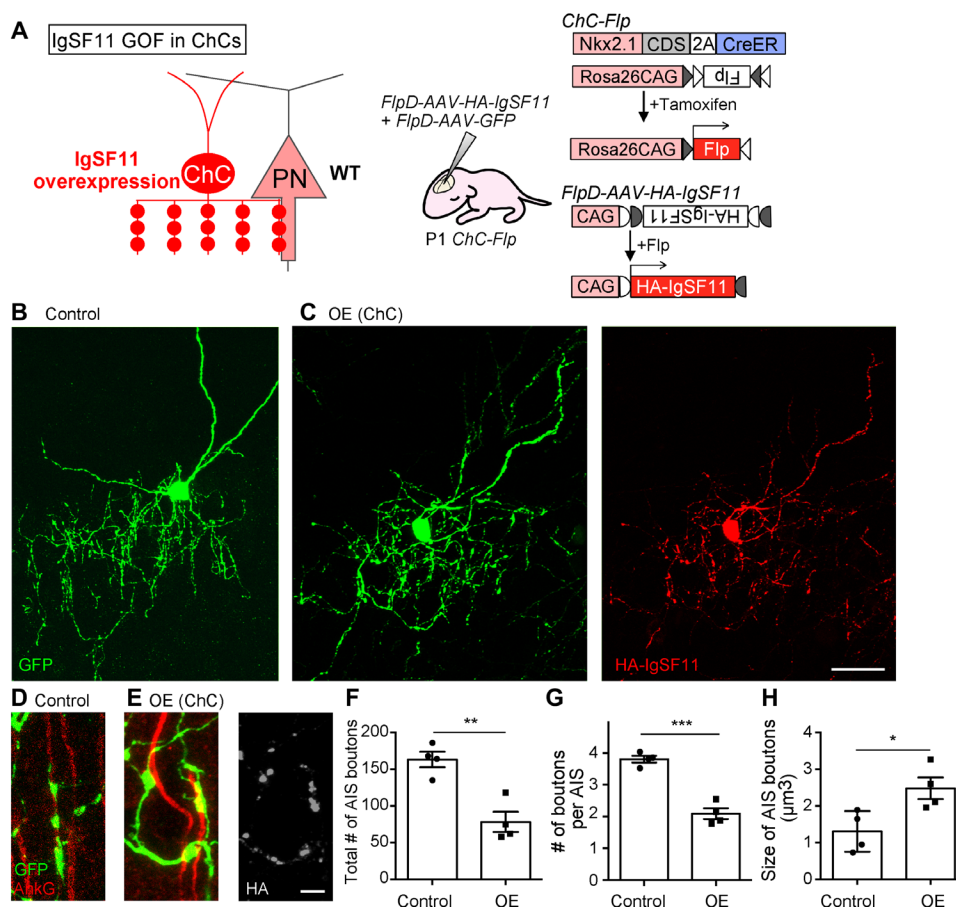 A
IgSF11 GOF in ChCs
IgSF11
overexpression
ChC
PN
WT
FlpD-AAV-HA-IgSF11
+ FlpD-AAV-GFP
P1 ChC-Flp
ChC-Flp
Nkx2.1 CDS 2A CreER
Rosa26CAG Flp
+Tamoxifen
Rosa26CAG Flp
FlpD-AAV-HA-IgSF11
CAG HA-IgSF11
+Flp
CAG HA-IgSF11
B Control
GFP
C OE (ChC)
HA-IgSF11
D Control
GFP
AnkG
E OE (ChC)
HA
F
Total # of AIS boutons
200
150
100
50
0
**
Control OE
G
# of boutons
per AIS
4
2
0
***
Control OE
H
Size of AIS boutons
(μm3)
4
3
2
1
0
*
Control OE